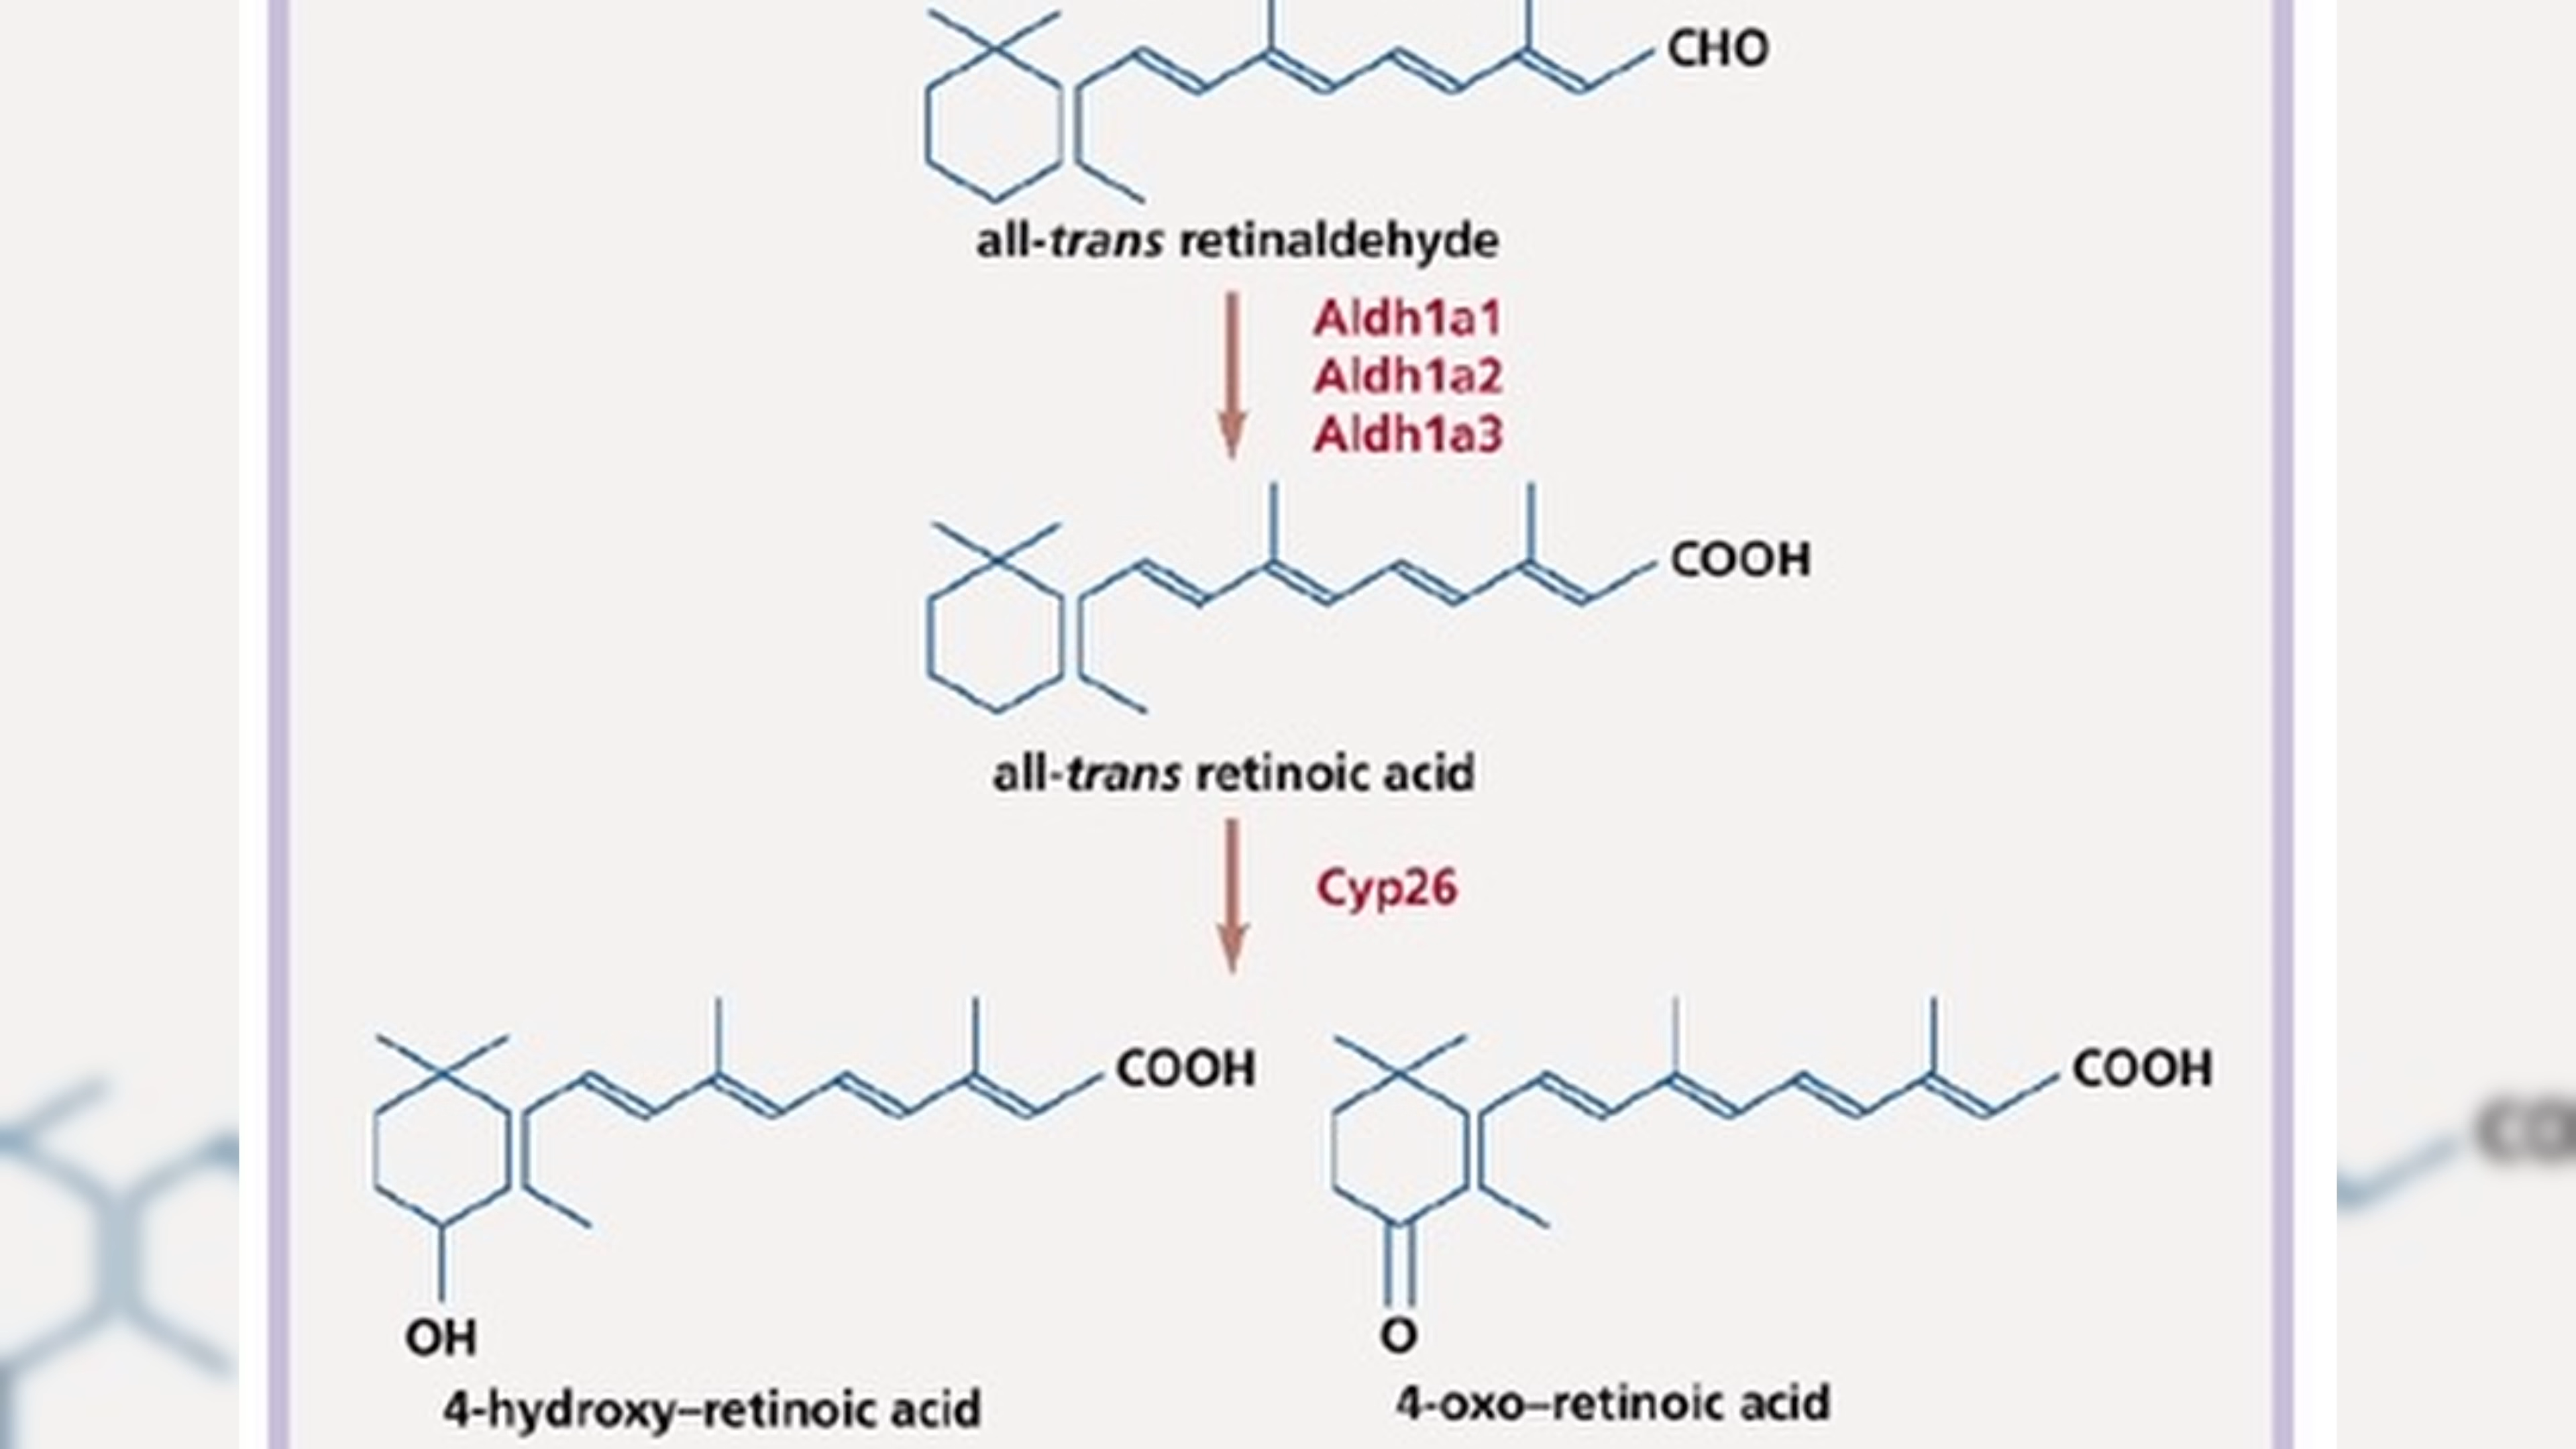 CHO
all-trans retinaldehyde
Aldh1a1
Aldh1a2
Aldh1a3
COOH
all-trans retinoic acid
Cyp26
COOH
COOH
OH
O
4-hydroxy–retinoic acid
4-oxo–retinoic acid